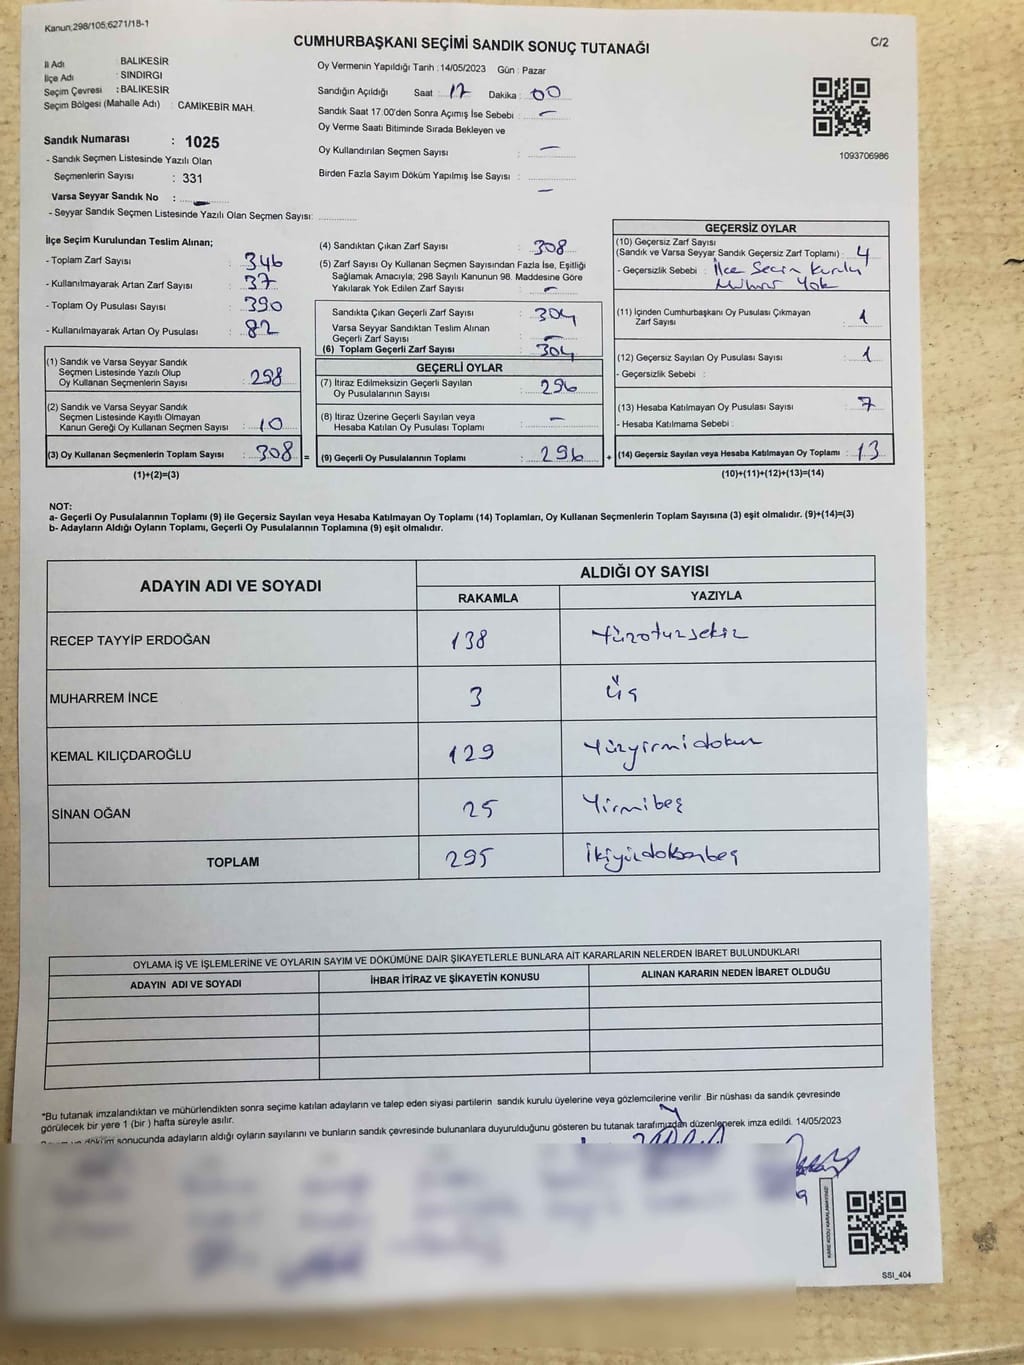 Kanun;298/105;6271/18-1
CUMHURBAŞKANI SEÇİMİ SANDIK SONUÇ TUTANAĞI
C/2
İl Adı : BALIKESİR
İlçe Adı : SINDIRGI
Seçim Çevresi : BALIKESİR
Seçim Bölgesi (Mahalle Adı) : CAMİKEBİR MAH.
Sandık Numarası : 1025
- Sandık Seçmen Listesinde Yazılı Olan
Seçmenlerin Sayısı : 331
Varsa Seyyar Sandık No : —
- Seyyar Sandık Seçmen Listesinde Yazılı Olan Seçmen Sayısı:
Oy Vermenin Yapıldığı Tarih : 14/05/2023 Gün : Pazar
Sandığın Açıldığı Saat : 17 Dakika : 00
Sandık Saat 17:00'den Sonra Açımış İse Sebebi : —
Oy Verme Saati Bitiminde Sırada Bekleyen ve
Oy Kullandırılan Seçmen Sayısı : —
Birden Fazla Sayım Döküm Yapılmış İse Sayısı : —
1093706986
İlçe Seçim Kurulundan Teslim Alınan;
- Toplam Zarf Sayısı : 346
- Kullanılmayarak Artan Zarf Sayısı : 37
- Toplam Oy Pusulası Sayısı : 390
- Kullanılmayarak Artan Oy Pusulası : 82
(1) Sandık ve Varsa Seyyar Sandık
Seçmen Listesinde Yazılı Olup
Oy Kullanan Seçmenlerin Sayısı : 298
(2) Sandık ve Varsa Seyyar Sandık
Seçmen Listesinde Kayıtlı Olmayan
Kanun Gereği Oy Kullanan Seçmen Sayısı : 10
(3) Oy Kullanan Seçmenlerin Toplam Sayısı : 308 =
(1)+(2)=(3)
(4) Sandıktan Çıkan Zarf Sayısı : 308
(5) Zarf Sayısı Oy Kullanan Seçmen Sayısından Fazla İse, Eşitliği
Sağlamak Amacıyla; 298 Sayılı Kanunun 98. Maddesine Göre
Yakılarak Yok Edilen Zarf Sayısı : —
Sandıkta Çıkan Geçerli Zarf Sayısı : 304
Varsa Seyyar Sandıktan Teslim Alınan
Geçerli Zarf Sayısı : —
(6) Toplam Geçerli Zarf Sayısı : 304
GEÇERLİ OYLAR
(7) İtiraz Edilmeksizin Geçerli Sayılan
Oy Pusulalarının Sayısı : 296
(8) İtiraz Üzerine Geçerli Sayılan veya
Hesaba Katılan Oy Pusulası Toplamı : —
(9) Geçerli Oy Pusulalarının Toplamı : 296 +
GEÇERSİZ OYLAR
(10) Geçersiz Zarf Sayısı
(Sandık ve Varsa Seyyar Sandık Geçersiz Zarf Toplamı) : 4
- Geçersizlik Sebebi : İlçe Seçim Kurulu
Mührü Yok
(11) İçinden Cumhurbaşkanı Oy Pusulası Çıkmayan
Zarf Sayısı : 1
(12) Geçersiz Sayılan Oy Pusulası Sayısı : 1
- Geçersizlik Sebebi :
(13) Hesaba Katılmayan Oy Pusulası Sayısı : 7
- Hesaba Katılmama Sebebi :
(14) Geçersiz Sayılan veya Hesaba Katılmayan Oy Toplamı : 13
(10)+(11)+(12)+(13)=(14)
NOT:
a- Geçerli Oy Pusulalarının Toplamı (9) ile Geçersiz Sayılan veya Hesaba Katılmayan Oy Toplamı (14) Toplamları, Oy Kullanan Seçmenlerin Toplam Sayısına (3) eşit olmalıdır. (9)+(14)=(3)
b- Adayların Aldığı Oyların Toplamı, Geçerli Oy Pusulalarının Toplamına (9) eşit olmalıdır.
ADAYIN ADI VE SOYADI
ALDIĞI OY SAYISI
RAKAMLA YAZIYLA
RECEP TAYYİP ERDOĞAN 138 Yüzotuzsekiz
MUHARREM İNCE 3 Üç
KEMAL KILIÇDAROĞLU 129 Yüzyirmidokuz
SİNAN OĞAN 25 Yirmibeş
TOPLAM 295 İkiyüzdoksanbeş
OYLAMA İŞ VE İŞLEMLERİNE VE OYLARIN SAYIM VE DÖKÜMÜNE DAİR ŞİKAYETLERLE BUNLARA AİT KARARLARIN NELERDEN İBARET BULUNDUKLARI
ADAYIN ADI VE SOYADI İHBAR İTİRAZ VE ŞİKAYETİN KONUSU ALINAN KARARIN NEDEN İBARET OLDUĞU
*Bu tutanak imzalandıktan ve mühürlendikten sonra seçime katılan adayların ve talep eden siyasi partilerin sandık kurulu üyelerine veya gözlemcilerine verilir .Bir nüshası da sandık çevresinde
görülecek bir yere 1 (bir ) hafta süreyle asılır.
döküm sonucunda adayların aldığı oyların sayılarını ve bunların sandık çevresinde bulunanlara duyurulduğunu gösteren bu tutanak tarafımızdan düzenlenerek imza edildi. 14/05/2023
KARE KODU KARALAMAYINIZ!
SSI_404